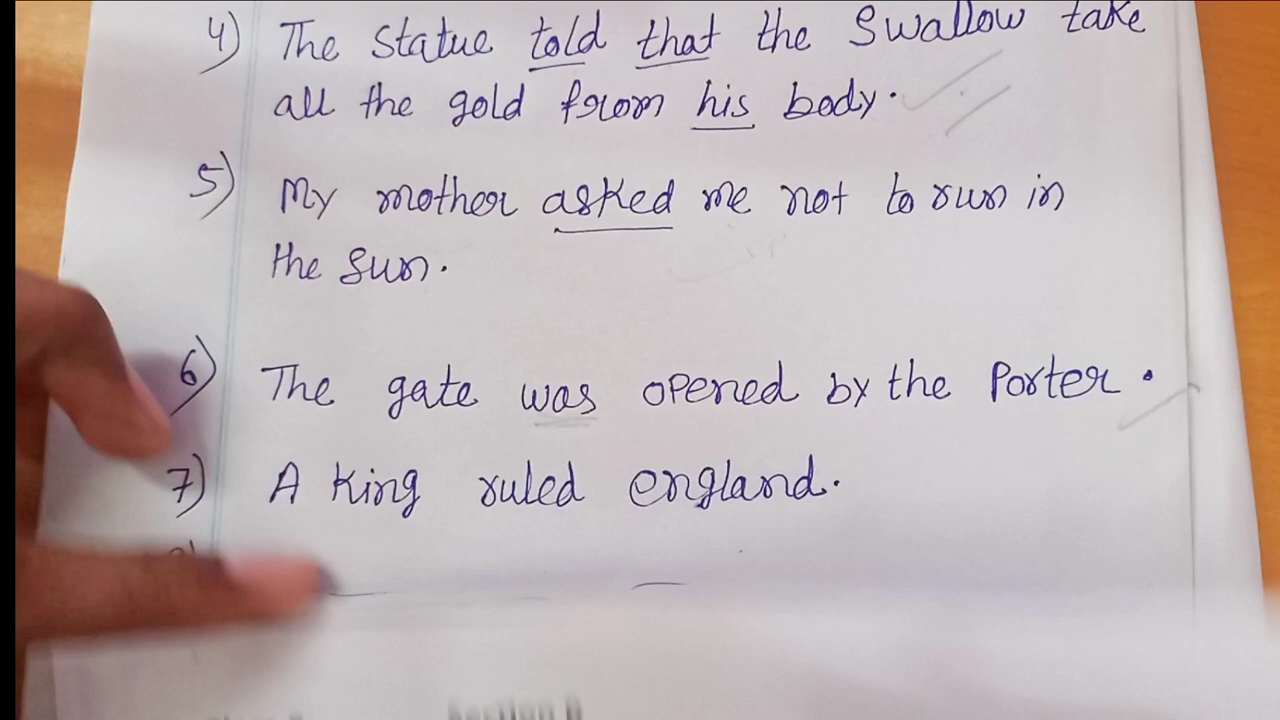 4) The Statue told that the Swallow take
all the gold from his body.
5) My mother asked me not to run in
the Sun.
6) The gate was opened by the Porter.
7) A King ruled england.
Section